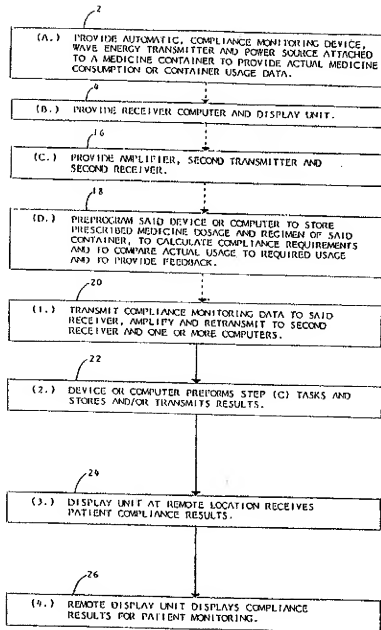 2
(A.) PROVIDE AUTOMATIC, COMPLIANCE MONITORING DEVICE,
WAVE ENERGY TRANSMITTER AND POWER SOURCE ATTACHED
TO A MEDICINE CONTAINER TO PROVIDE ACTUAL MEDICINE
CONSUMPTION OR CONTAINER USAGE DATA.
4
(B.) PROVIDE RECEIVER COMPUTER AND DISPLAY UNIT.
16
(C.) PROVIDE AMPLIFIER, SECOND TRANSMITTER AND
SECOND RECEIVER.
18
(D.) PREPROGRAM SAID DEVICE OR COMPUTER TO STORE
PRESCRIBED MEDICINE DOSAGE AND REGIMEN OF SAID
CONTAINER, TO CALCULATE COMPLIANCE REQUIREMENTS
AND TO COMPARE ACTUAL USAGE TO REQUIRED USAGE
AND TO PROVIDE FEEDBACK.
20
(1.) TRANSMIT COMPLIANCE MONITORING DATA TO SAID
RECEIVER, AMPLIFY AND RETRANSMIT TO SECOND
RECEIVER AND ONE OR MORE COMPUTERS.
22
(2.) DEVICE OR COMPUTER PREFORMS STEP (C) TASKS AND
STORES AND/OR TRANSMITS RESULTS.
24
(3.) DISPLAY UNIT AT REMOTE LOCATION RECEIVES
PATIENT COMPLIANCE RESULTS.
26
(4.) REMOTE DISPLAY UNIT DISPLAYS COMPLIANCE
RESULTS FOR PATIENT MONITORING.